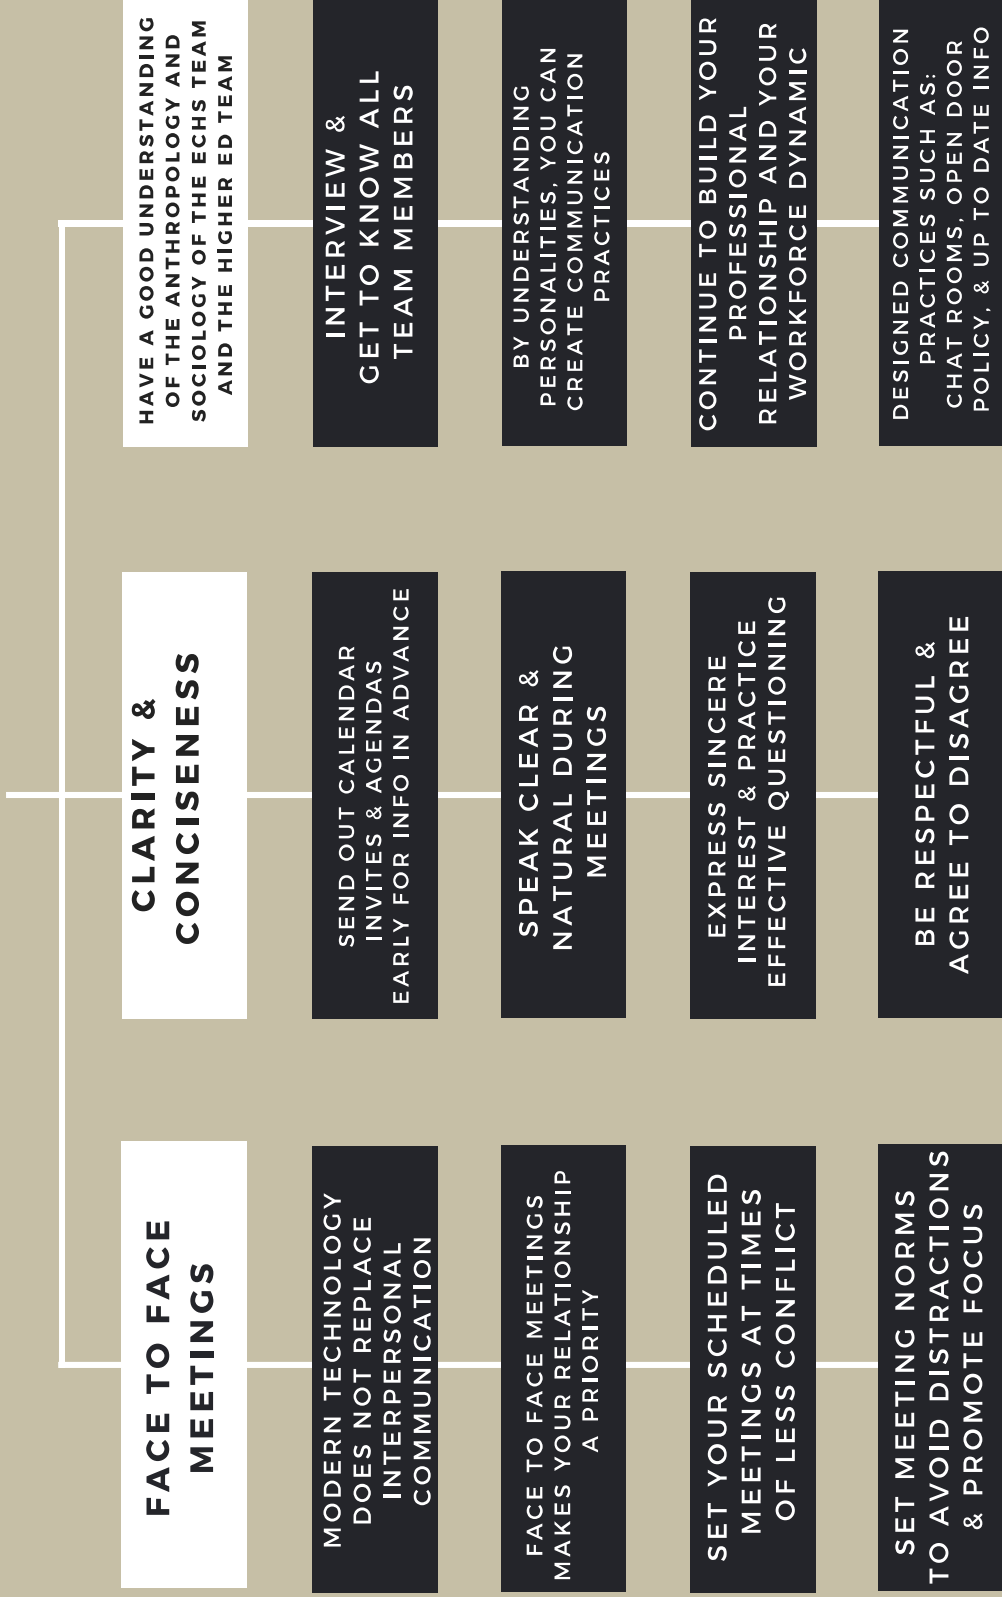 FACE TO FACE
MEETINGS
MODERN TECHNOLOGY
DOES NOT REPLACE
INTERPERSONAL
COMMUNICATION
FACE TO FACE MEETINGS
MAKES YOUR RELATIONSHIP
A PRIORITY
SET YOUR SCHEDULED
MEETINGS AT TIMES
OF LESS CONFLICT
SET MEETING NORMS
TO AVOID DISTRACTIONS
& PROMOTE FOCUS
CLARITY &
CONCISENESS
SEND OUT CALENDAR
INVITES & AGENDAS
EARLY FOR INFO IN ADVANCE
SPEAK CLEAR &
NATURAL DURING
MEETINGS
EXPRESS SINCERE
INTEREST & PRACTICE
EFFECTIVE QUESTIONING
BE RESPECTFUL &
AGREE TO DISAGREE
HAVE A GOOD UNDERSTANDING
OF THE ANTHROPOLOGY AND
SOCIOLOGY OF THE ECHS TEAM
AND THE HIGHER ED TEAM
INTERVIEW &
GET TO KNOW ALL
TEAM MEMBERS
BY UNDERSTANDING
PERSONALITIES, YOU CAN
CREATE COMMUNICATION
PRACTICES
CONTINUE TO BUILD YOUR
PROFESSIONAL
RELATIONSHIP AND YOUR
WORKFORCE DYNAMIC
DESIGNED COMMUNICATION
PRACTICES SUCH AS:
CHAT ROOMS, OPEN DOOR
POLICY, & UP TO DATE INFO